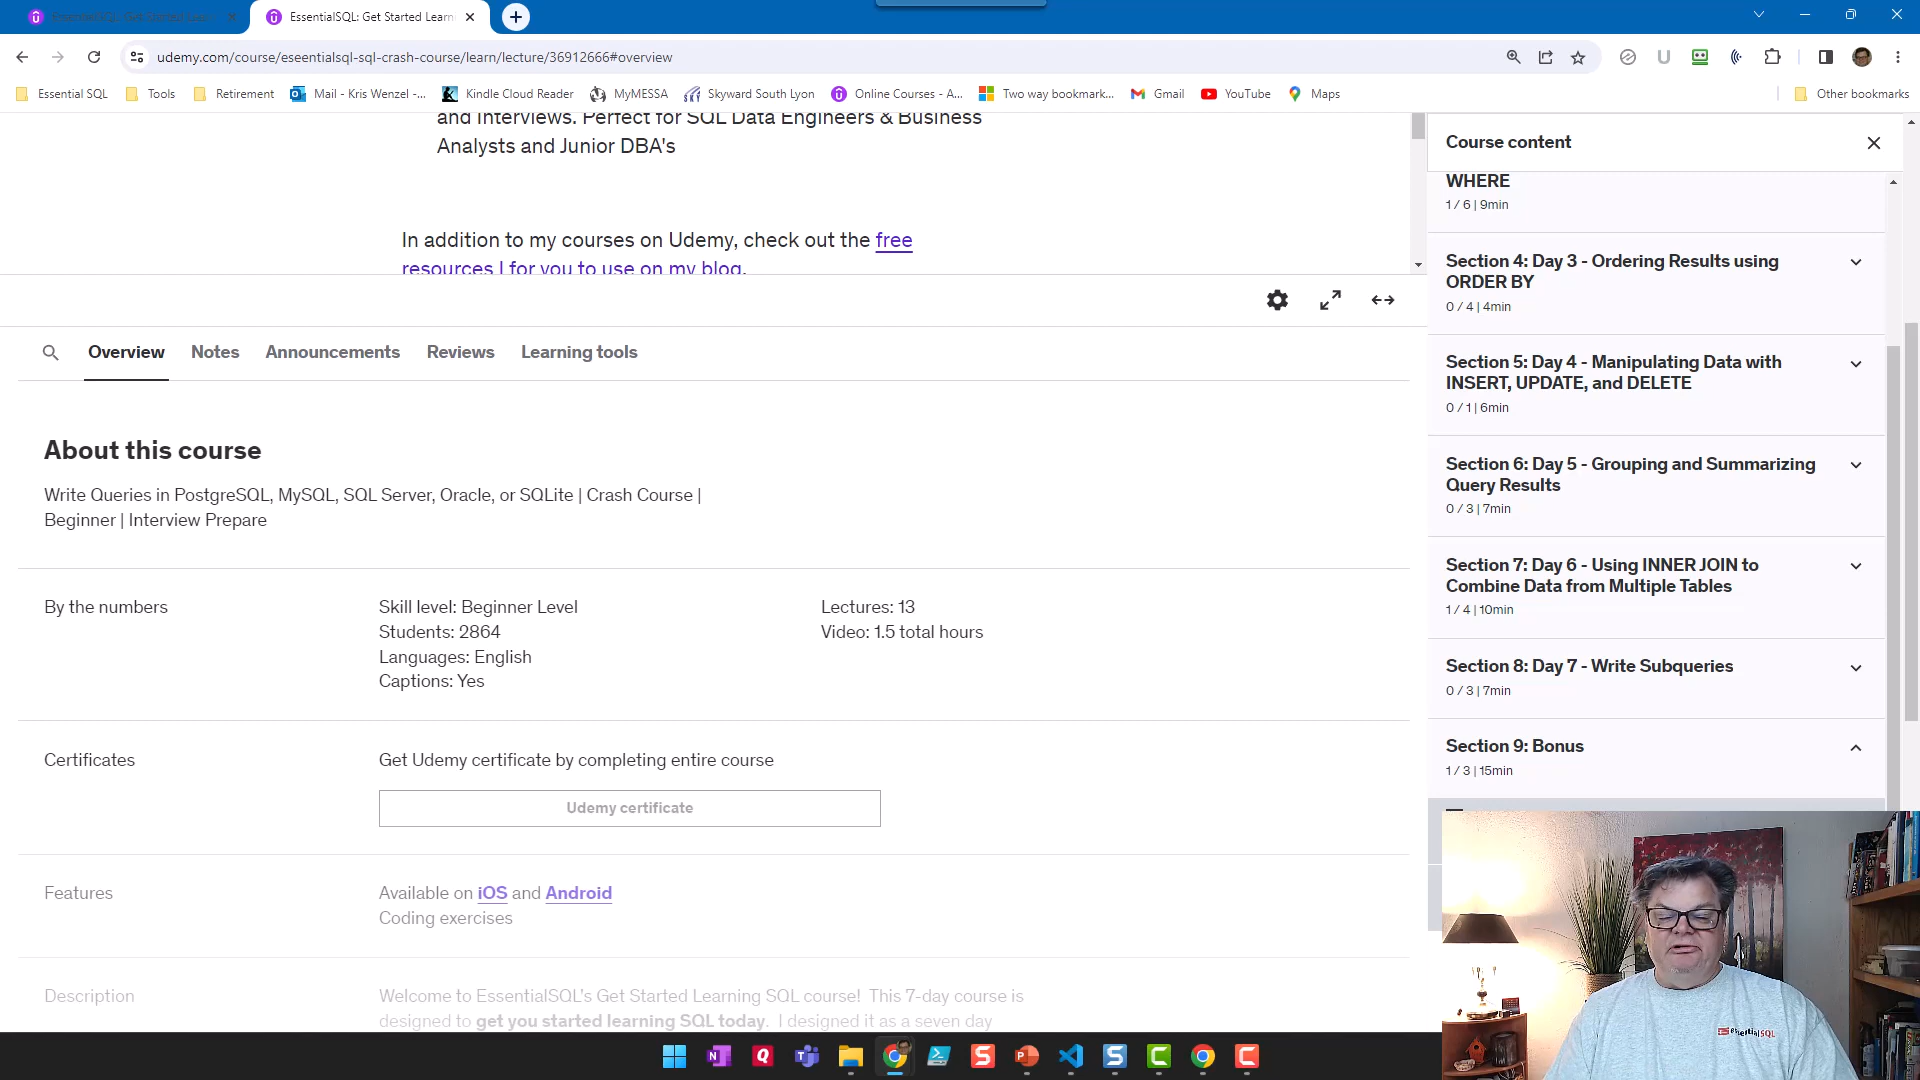 EssentialSQL: Get Started Learn
udemy.com/course/eseentialsql-sql-crash-course/learn/lecture/36912666#overview
Essential SQL
Tools
Retirement
Mail - Kris Wenzel -...
Kindle Cloud Reader
MyMESSA
Skyward South Lyon
Online Courses - A...
Two way bookmark...
Gmail
YouTube
Maps
Other bookmarks
and Interviews. Perfect for SQL Data Engineers & Business
Analysts and Junior DBA's
In addition to my courses on Udemy, check out the free
resources I for you to use on my blog.
Overview
Notes
Announcements
Reviews
Learning tools
About this course
Write Queries in PostgreSQL, MySQL, SQL Server, Oracle, or SQLite | Crash Course |
Beginner | Interview Prepare
By the numbers
Skill level: Beginner Level
Students: 2864
Languages: English
Captions: Yes
Lectures: 13
Video: 1.5 total hours
Certificates
Get Udemy certificate by completing entire course
Udemy certificate
Features
Available on iOS and Android
Coding exercises
Description
Welcome to EssentialSQL's Get Started Learning SQL course! This 7-day course is
designed to get you started learning SQL today. I designed it as a seven day
Course content
WHERE
1 / 6 | 9min
Section 4: Day 3 - Ordering Results using
ORDER BY
0 / 4 | 4min
Section 5: Day 4 - Manipulating Data with
INSERT, UPDATE, and DELETE
0 / 1 | 6min
Section 6: Day 5 - Grouping and Summarizing
Query Results
0 / 3 | 7min
Section 7: Day 6 - Using INNER JOIN to
Combine Data from Multiple Tables
1 / 4 | 10min
Section 8: Day 7 - Write Subqueries
0 / 3 | 7min
Section 9: Bonus
1 / 3 | 15min
EssentialSQL